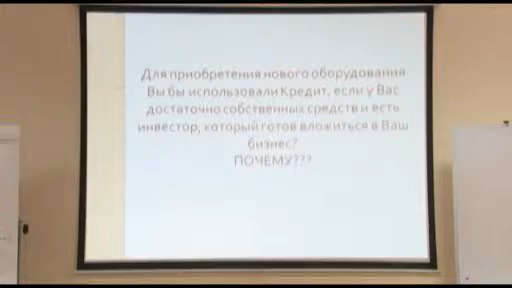 Для приобретения нового оборудования
Вы бы использовали Кредит, если у Вас
достаточно собственных средств и есть
инвестор, который готов вложиться в Ваш
бизнес?
ПОЧЕМУ???